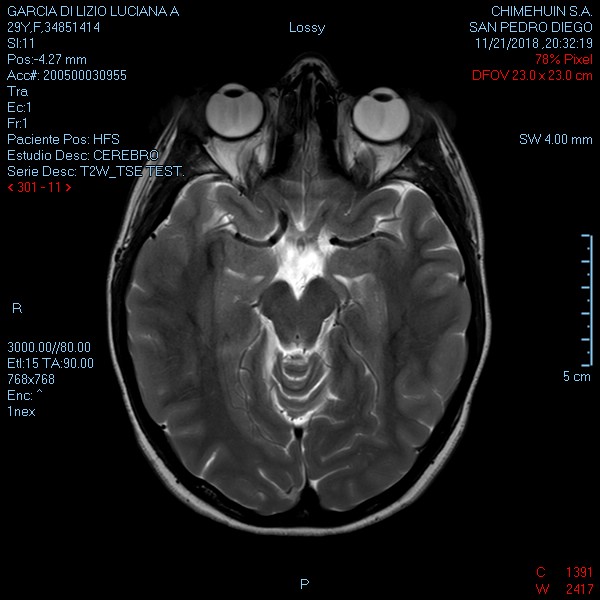 GARCIA DI LIZIO LUCIANA A
29Y,F,34851414
Sl:11
Pos:-4.27 mm
Acc#: 200500030955
Tra
Ec:1
Fr:1
Paciente Pos: HFS
Estudio Desc: CEREBRO
Serie Desc: T2W_TSE TEST.
< 301 - 11 >
Lossy
CHIMEHUIN S.A.
SAN PEDRO DIEGO
11/21/2018 ,20:32:19
78% Pixel
DFOV 23.0 x 23.0 cm
SW 4.00 mm
R
3000.00//80.00
Etl:15 TA:90.00
768x768
Enc: ^
1nex
5 cm
P
C 1391
W 2417